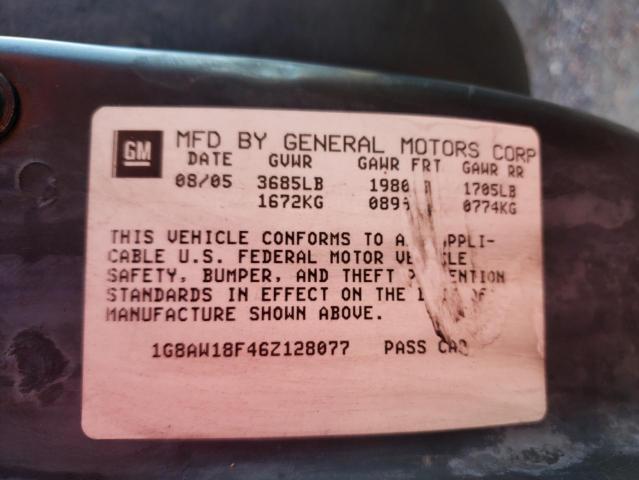 GM
MFD BY GENERAL MOTORS CORP
DATE GVWR GAWR FRT GAWR RR
08/05 3685LB 1980 1705LB
1672KG 0774KG
THIS VEHICLE CONFORMS TO
CABLE U.S. FEDERAL MOTOR
SAFETY, BUMPER, AND THEFT
STANDARDS IN EFFECT ON THE
MANUFACTURE SHOWN ABOVE.
1G8AW18F46Z128077 PASS CAR